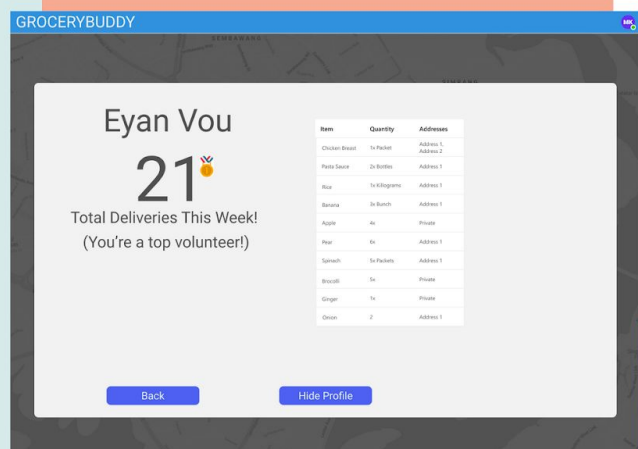 GROCERYBUDDY
MK
SEMBAWANG
Eyan Vou
21
Total Deliveries This Week!
(You're a top volunteer!)
Item Quantity Addresses
Chicken Breast 1x Packet Address 1,
Address 2
Pasta Sauce 2x Bottles Address 1
Rice 1x Killograms Address 1
Banana 3x Bunch Address 1
Apple 4x Private
Pear 6x Address 1
Spinach 5x Packets Address 1
Brocolli 5x Private
Ginger 1x Private
Onion 2 Address 1
Back Hide Profile